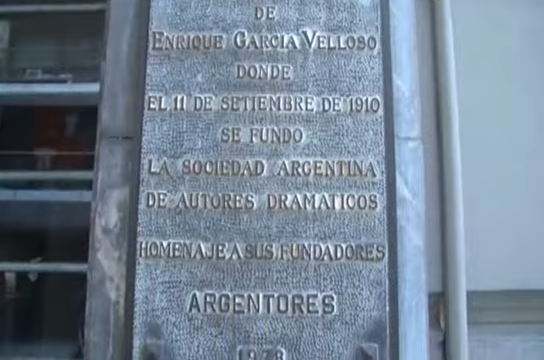 DE
ENRIQUE GARCIA VELLOSO
DONDE
EL 11 DE SETIEMBRE DE 1910
SE FUNDO
LA SOCIEDAD ARGENTINA
DE AUTORES DRAMATICOS
HOMENAJE A SUS FUNDADORES
ARGENTORES